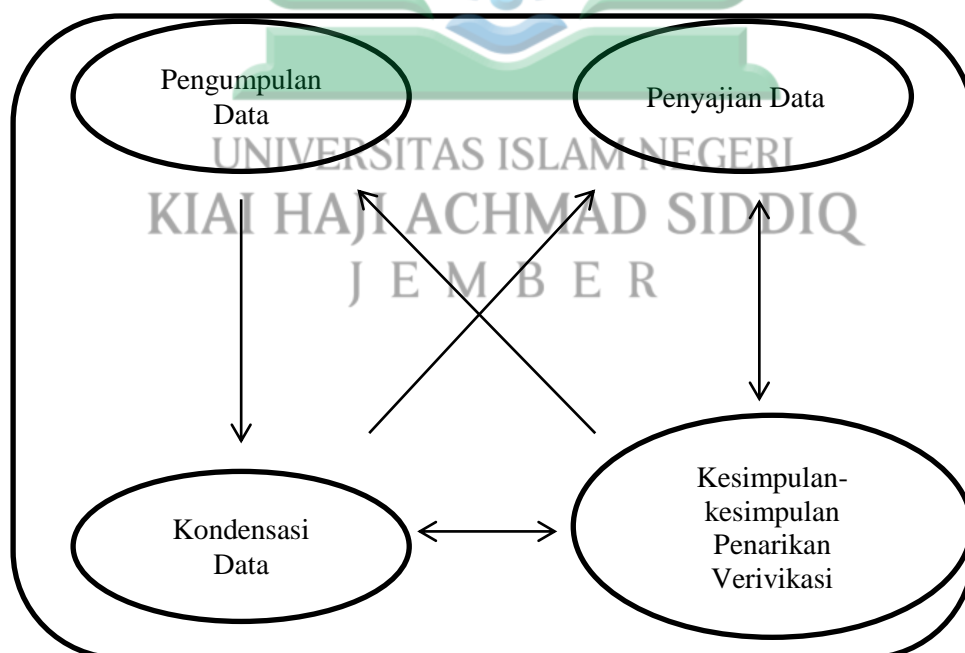 Pengumpulan
Data
Penyajian Data
UNIVERSITAS ISLAM NEGERI
KIAI HAJI ACHMAD SIDDIQ
J E M B E R
Kondensasi
Data
Kesimpulan-
kesimpulan
Penarikan
Verivikasi